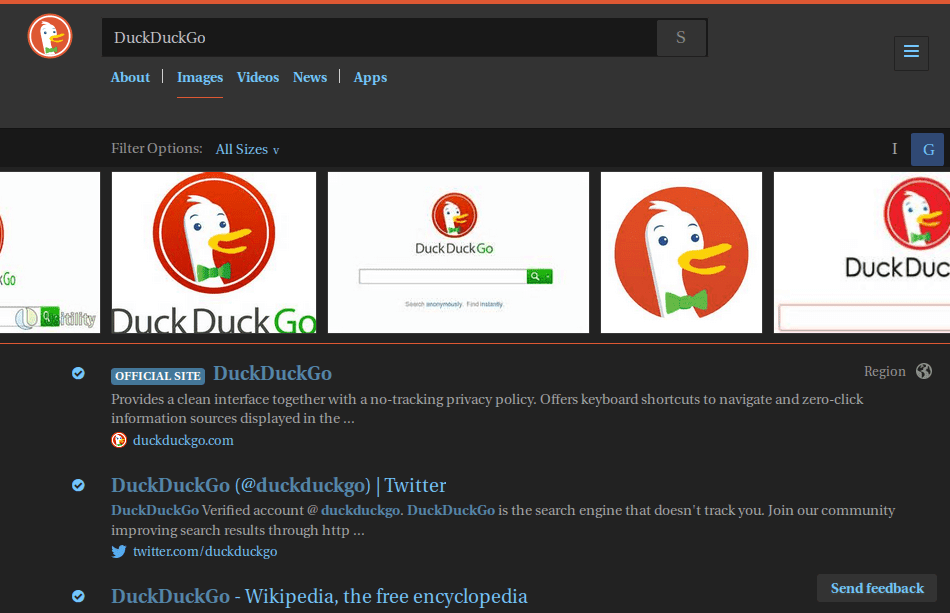 DuckDuckGo
S
About
Images
Videos
News
Apps
Filter Options:
All Sizes v
I
G
kGo
DuckDuckGo
DuckDuckGo
Search anonymously. Find instantly.
DuckDuc
OFFICIAL SITE DuckDuckGo
Region
Provides a clean interface together with a no-tracking privacy policy. Offers keyboard shortcuts to navigate and zero-click
information sources displayed in the ...
duckduckgo.com
DuckDuckGo (@duckduckgo) | Twitter
DuckDuckGo Verified account @ duckduckgo. DuckDuckGo is the search engine that doesn't track you. Join our community
improving search results through http ...
twitter.com/duckduckgo
DuckDuckGo - Wikipedia, the free encyclopedia
Send feedback